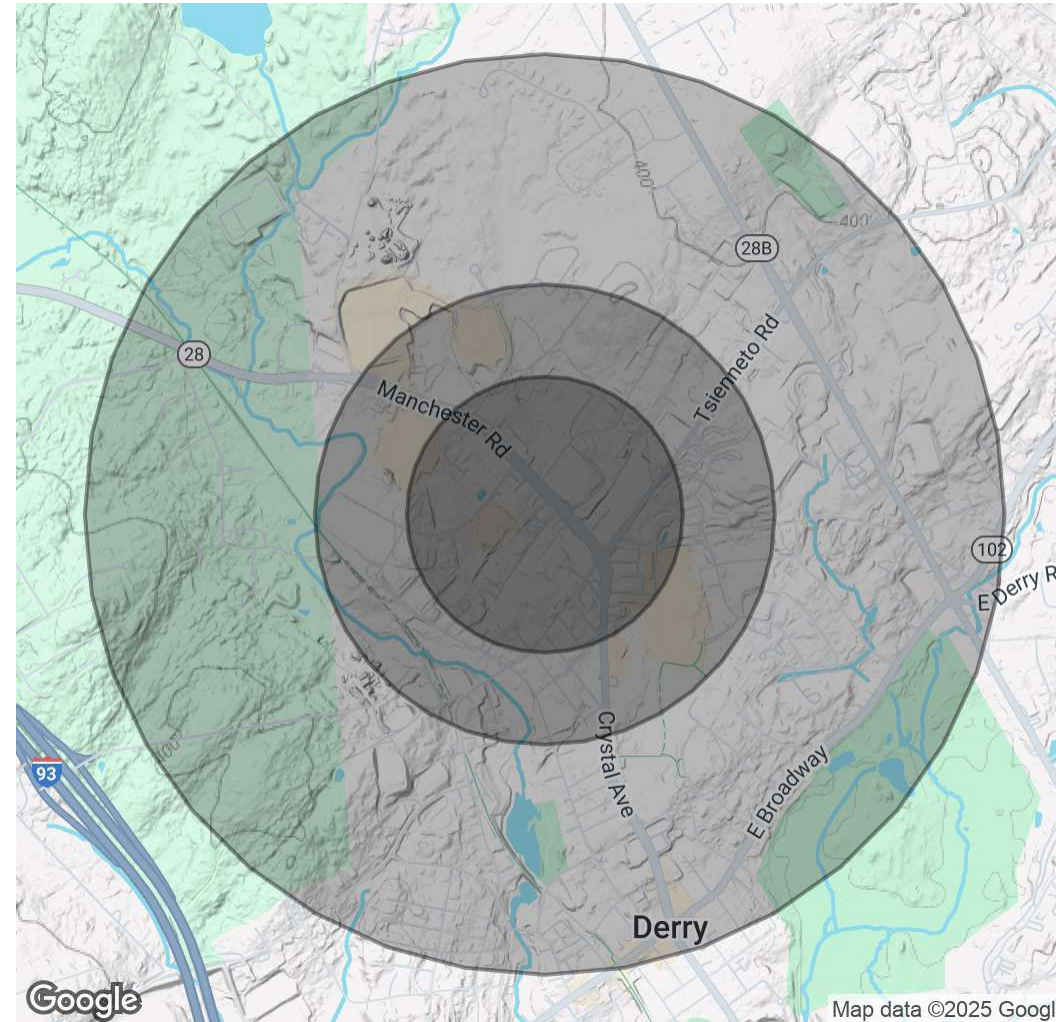 400'
400
28B
28
Tsienneto Rd
Manchester Rd
102
E Derry R
Crystal Ave
E Broadway
93
Derry
Google
Map data ©2025 Googl